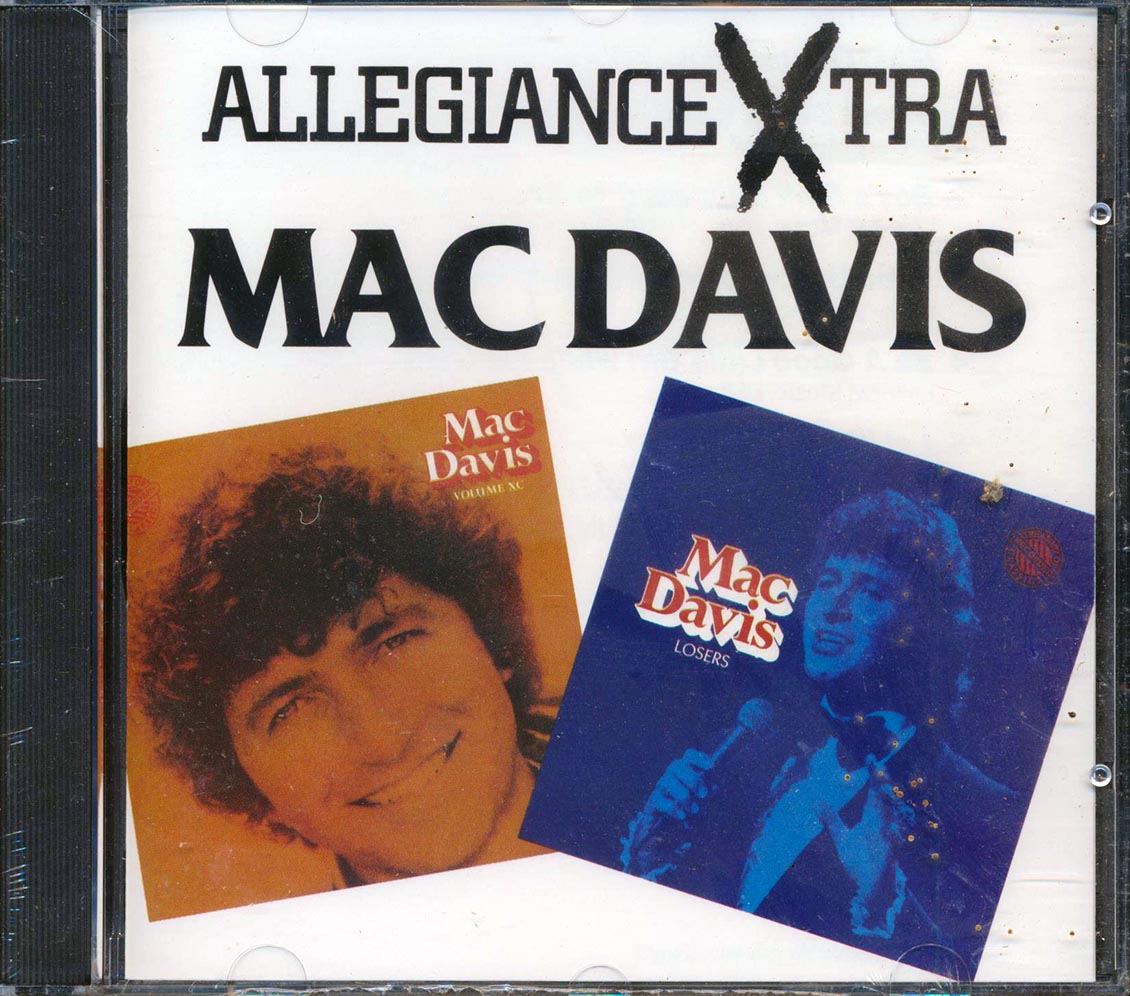 ALLEGIANCE XTRA
MAC DAVIS
Mac
Davis
VOLUME XC
Mac
Davis
LOSERS